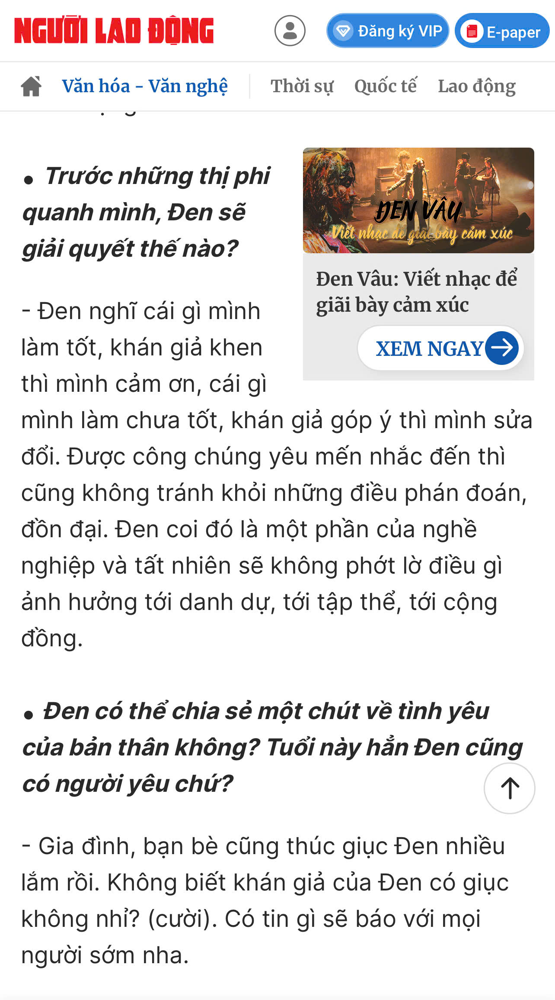 NGƯỜI LAO ĐỘNG
Đăng ký VIP
E-paper
Văn hóa - Văn nghệ
Thời sự
Quốc tế
Lao động
• Trước những thị phi
quanh mình, Đen sẽ
giải quyết thế nào?
ĐEN VÂU
Viết nhạc để giãi bày cảm xúc
Đen Vâu: Viết nhạc để
giãi bày cảm xúc
XEM NGAY
- Đen nghĩ cái gì mình
làm tốt, khán giả khen
thì mình cảm ơn, cái gì
mình làm chưa tốt, khán giả góp ý thì mình sửa
đổi. Được công chúng yêu mến nhắc đến thì
cũng không tránh khỏi những điều phán đoán,
đồn đại. Đen coi đó là một phần của nghề
nghiệp và tất nhiên sẽ không phớt lờ điều gì
ảnh hưởng tới danh dự, tới tập thể, tới cộng
đồng.
• Đen có thể chia sẻ một chút về tình yêu
của bản thân không? Tuổi này hẳn Đen cũng
có người yêu chứ?
- Gia đình, bạn bè cũng thúc giục Đen nhiều
lắm rồi. Không biết khán giả của Đen có giục
không nhỉ? (cười). Có tin gì sẽ báo với mọi
người sớm nha.